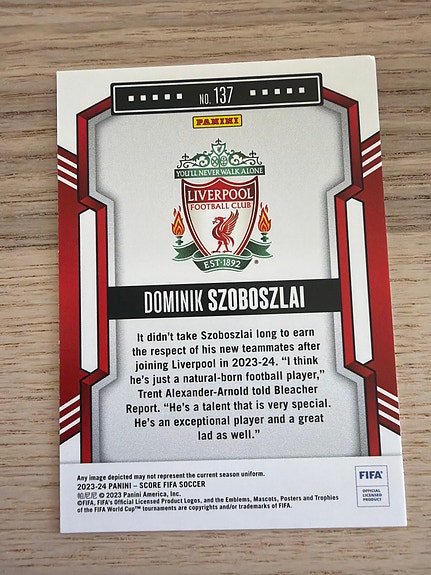 NO. 137
PANINI
YOU'LL NEVER WALK ALONE
LIVERPOOL
FOOTBALL CLUB
EST·1892
DOMINIK SZOBOSZLAI
It didn't take Szoboszlai long to earn
the respect of his new teammates after
joining Liverpool in 2023-24. “I think
he's just a natural-born football player,”
Trent Alexander-Arnold told Bleacher
Report. “He's a talent that is very special.
He's an exceptional player and a great
lad as well.”
Any image depicted may not represent the current season uniform.
2023-24 PANINI – SCORE FIFA SOCCER
帕尼尼 © 2023 Panini America, Inc.
©FIFA, FIFA's Official Licensed Product Logos, and the Emblems, Mascots, Posters and Trophies
of the FIFA World Cup™ tournaments are copyrights and/or trademarks of FIFA.
FIFA®
OFFICIAL
LICENSED
PRODUCT